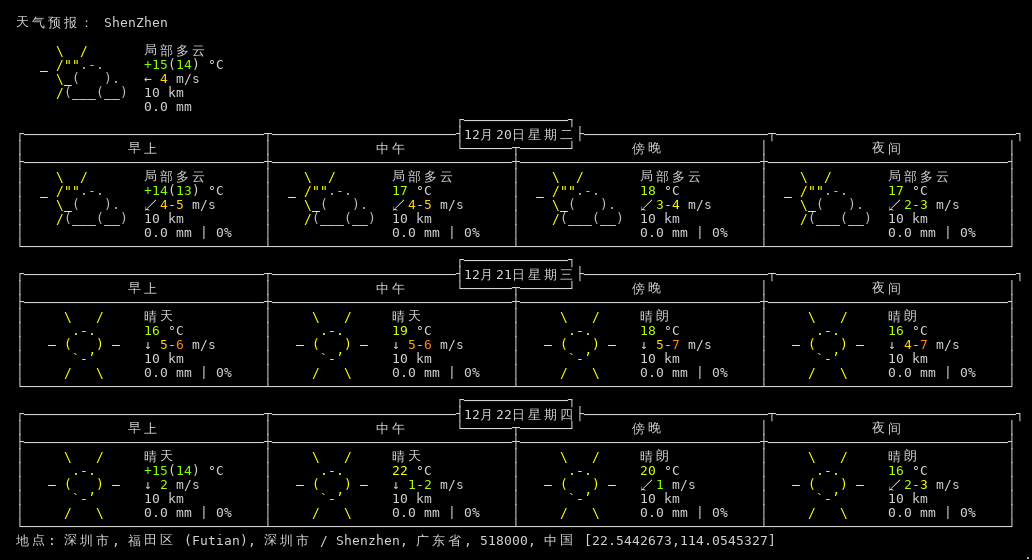 天气预报： ShenZhen
局部多云
+15(14) °C
← 4 m/s
10 km
0.0 mm
12月20日星期二
早上 中午 傍晚 夜间
局部多云 局部多云 局部多云 局部多云
+14(13) °C 17 °C 18 °C 17 °C
↙ 4-5 m/s ↙ 4-5 m/s ↙ 3-4 m/s ↙ 2-3 m/s
10 km 10 km 10 km 10 km
0.0 mm | 0% 0.0 mm | 0% 0.0 mm | 0% 0.0 mm | 0%
12月21日星期三
早上 中午 傍晚 夜间
晴天 晴天 晴朗 晴朗
16 °C 19 °C 18 °C 16 °C
↓ 5-6 m/s ↓ 5-6 m/s ↓ 5-7 m/s ↓ 4-7 m/s
10 km 10 km 10 km 10 km
0.0 mm | 0% 0.0 mm | 0% 0.0 mm | 0% 0.0 mm | 0%
12月22日星期四
早上 中午 傍晚 夜间
晴天 晴天 晴朗 晴朗
+15(14) °C 22 °C 20 °C 16 °C
↓ 2 m/s ↓ 1-2 m/s ↙ 1 m/s ↙ 2-3 m/s
10 km 10 km 10 km 10 km
0.0 mm | 0% 0.0 mm | 0% 0.0 mm | 0% 0.0 mm | 0%
地点: 深圳市, 福田区 (Futian), 深圳市 / Shenzhen, 广东省, 518000, 中国 [22.5442673,114.0545327]